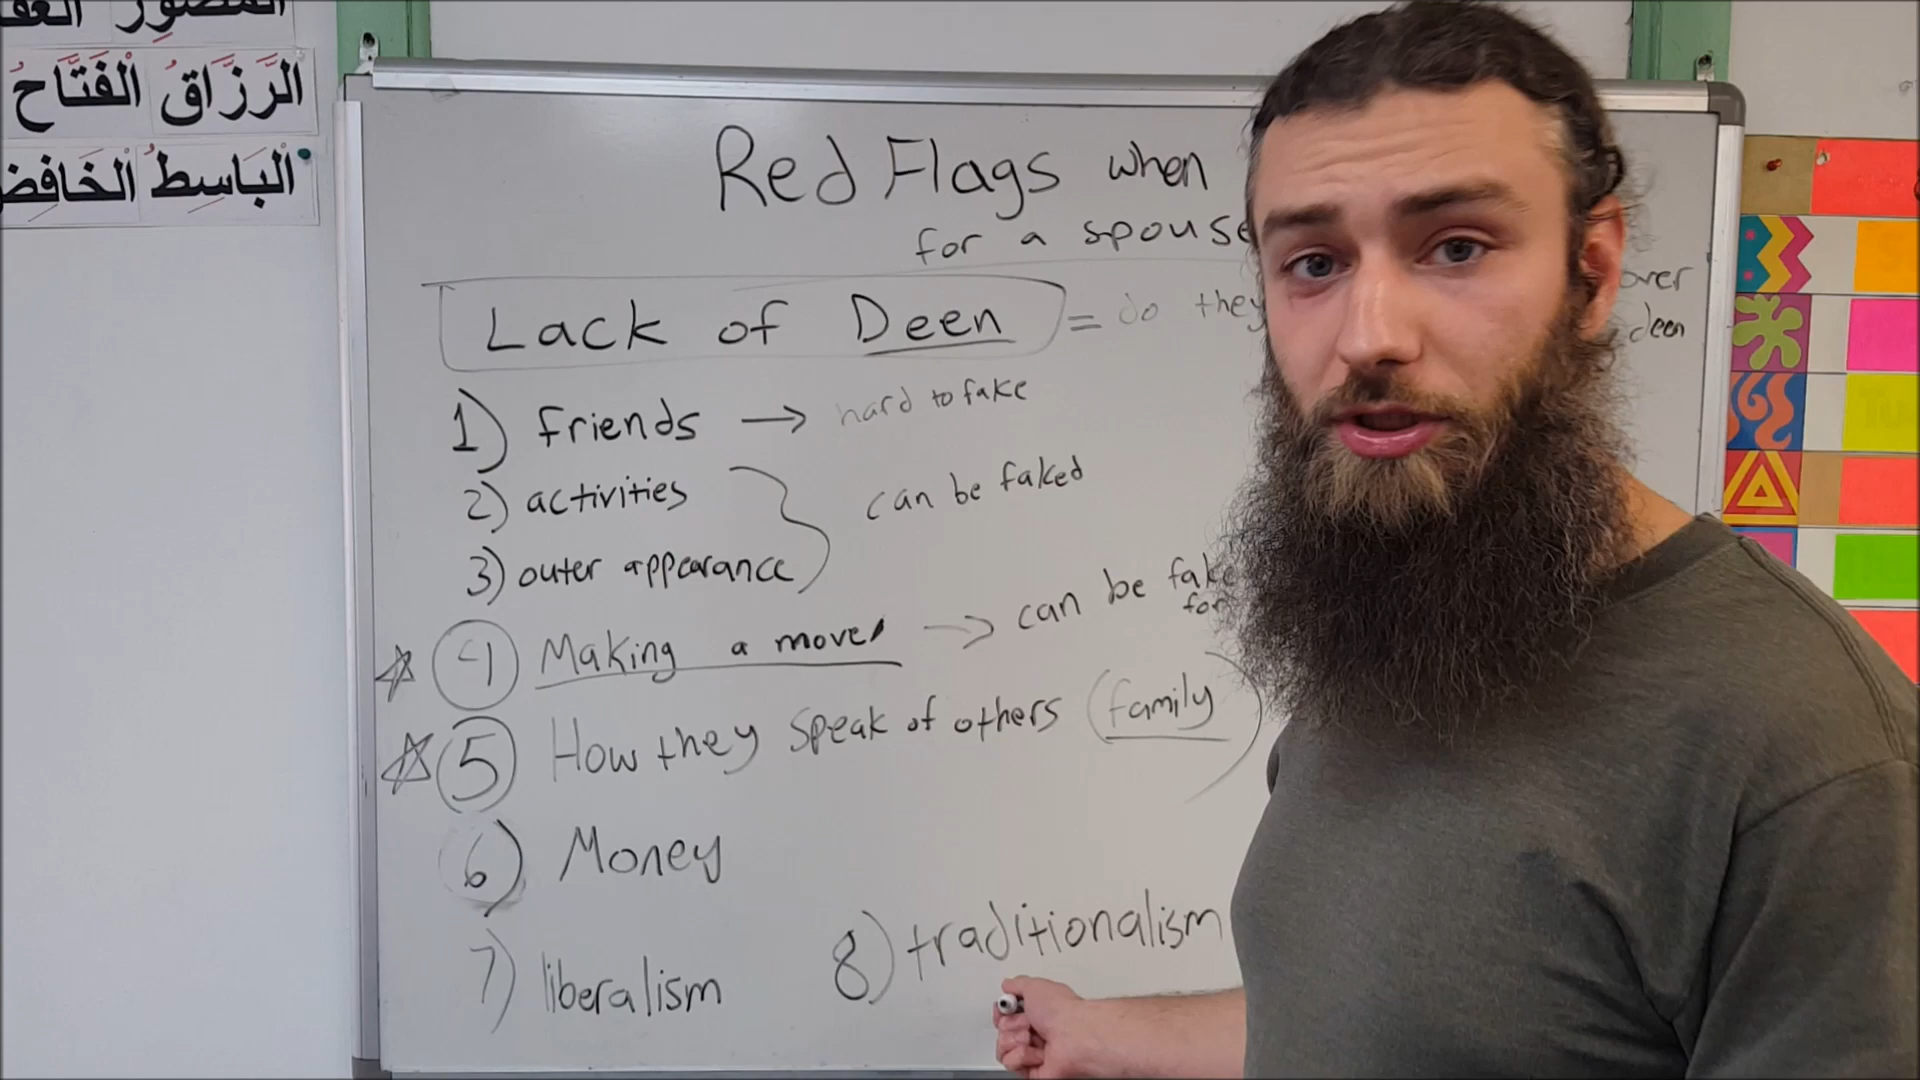 الرَّزَّاقُ الْفَتَّاحُ
الْبَاسِطُ الْخَافِضُ
Red Flags when
for a spouse
Lack of Deen = do they over
deen
1) friends → hard to fake
2) activities
can be faked
3) outer appearance
4) Making a move → can be fake
for
5) How they speak of others (family)
6) Money
7) liberalism
8) traditionalism